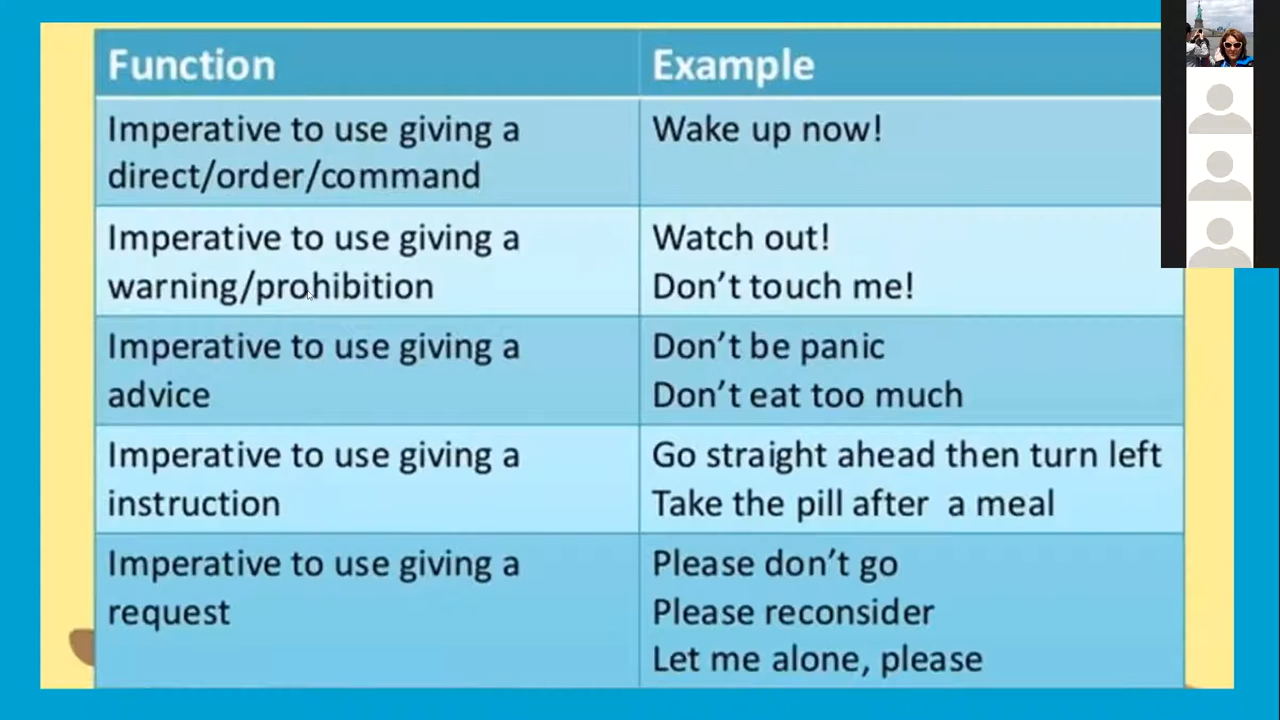 Function
Example
Imperative to use giving a
direct/order/command
Wake up now!
Imperative to use giving a
warning/prohibition
Watch out!
Don’t touch me!
Imperative to use giving a
advice
Don’t be panic
Don’t eat too much
Imperative to use giving a
instruction
Go straight ahead then turn left
Take the pill after a meal
Imperative to use giving a
request
Please don’t go
Please reconsider
Let me alone, please